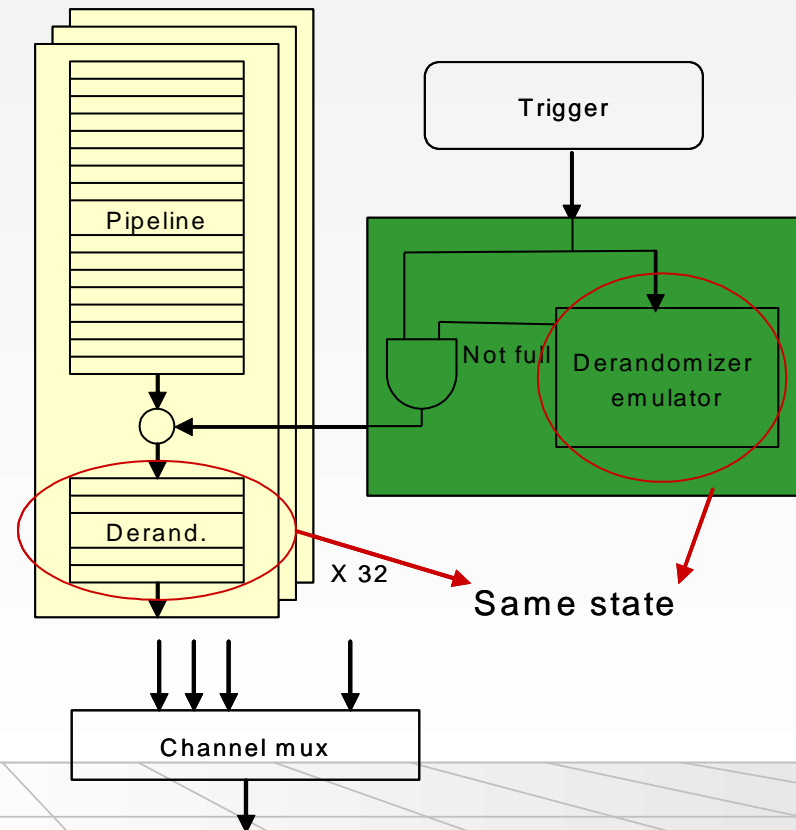 Trigger
Pipeline
Not full
Derandomizer
emulator
Derand.
X 32
Same state
Channel mux